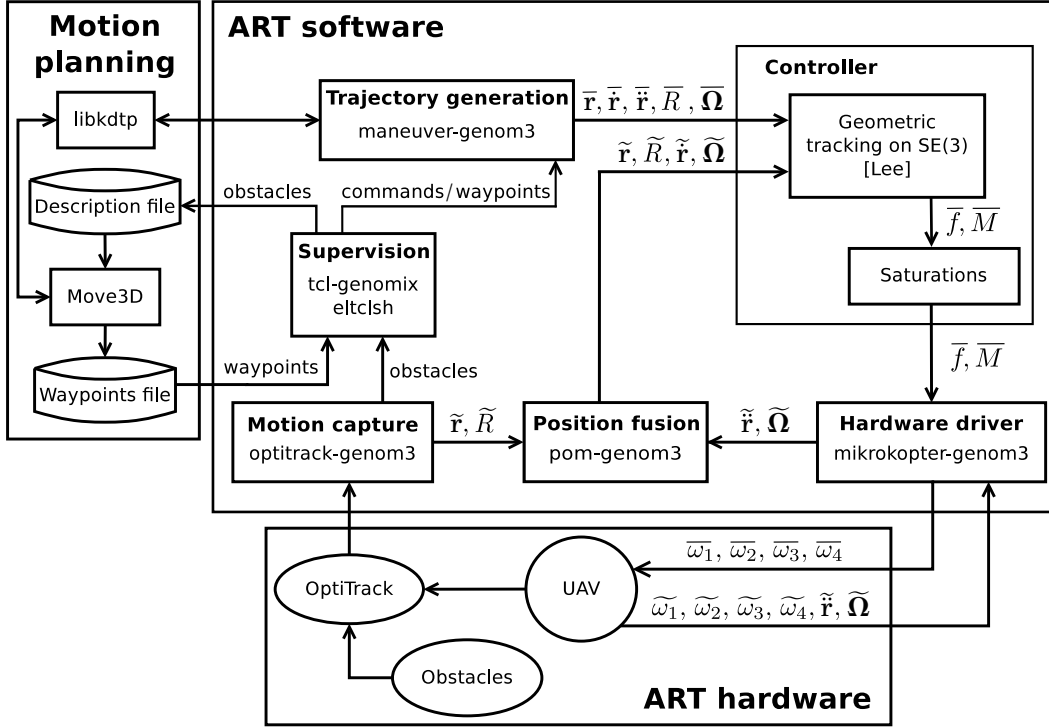 Motion
planning
libkdtp
Description file
Move3D
Waypoints file
ART software
Trajectory generation
maneuver-genom3
obstacles
commands/waypoints
Supervision
tcl-genomix
eltclsh
waypoints
obstacles
Motion capture
optitrack-genom3
r̃, R̃
Position fusion
pom-genom3
r̃̈, Ω̃
Hardware driver
mikrokopter-genom3
r̅, ṙ̅, r̈̅, R̅, Ω̅
r̃, R̃, ṙ̃, Ω̃
Controller
Geometric
tracking on SE(3)
[Lee]
f̅, M̅
Saturations
f̅, M̅
OptiTrack
UAV
Obstacles
ω̅₁, ω̅₂, ω̅₃, ω̅₄
ω̃₁, ω̃₂, ω̃₃, ω̃₄, r̃̈, Ω̃
ART hardware